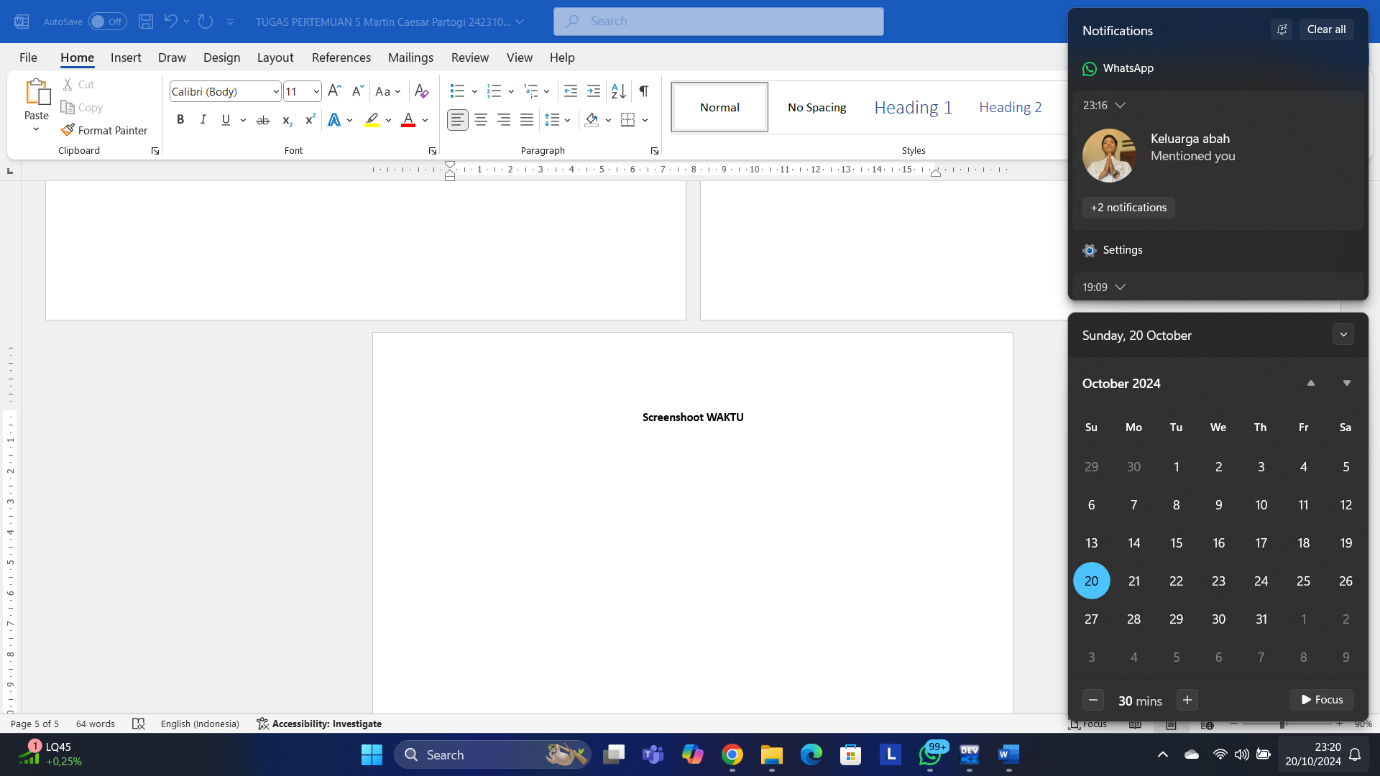 AutoSave Off TUGAS PERTEMUAN 5 Martin Caesar Partogi 242310... Search
File Home Insert Draw Design Layout References Mailings Review View Help
Paste
Cut
Copy
Format Painter
Clipboard
Calibri (Body) 11
Font
Paragraph
Normal
No Spacing
Heading 1
Heading 2
Styles
Screenshoot WAKTU
Notifications Clear all
WhatsApp
23:16
Keluarga abah
Mentioned you
+2 notifications
Settings
19:09
Sunday, 20 October
October 2024
Su Mo Tu We Th Fr Sa
29 30 1 2 3 4 5
6 7 8 9 10 11 12
13 14 15 16 17 18 19
20 21 22 23 24 25 26
27 28 29 30 31 1 2
3 4 5 6 7 8 9
30 mins Focus
Page 5 of 5 64 words English (Indonesia) Accessibility: Investigate Focus 90%
1 LQ45
+0,25%
Search
99+
DEV
L
23:20
20/10/2024